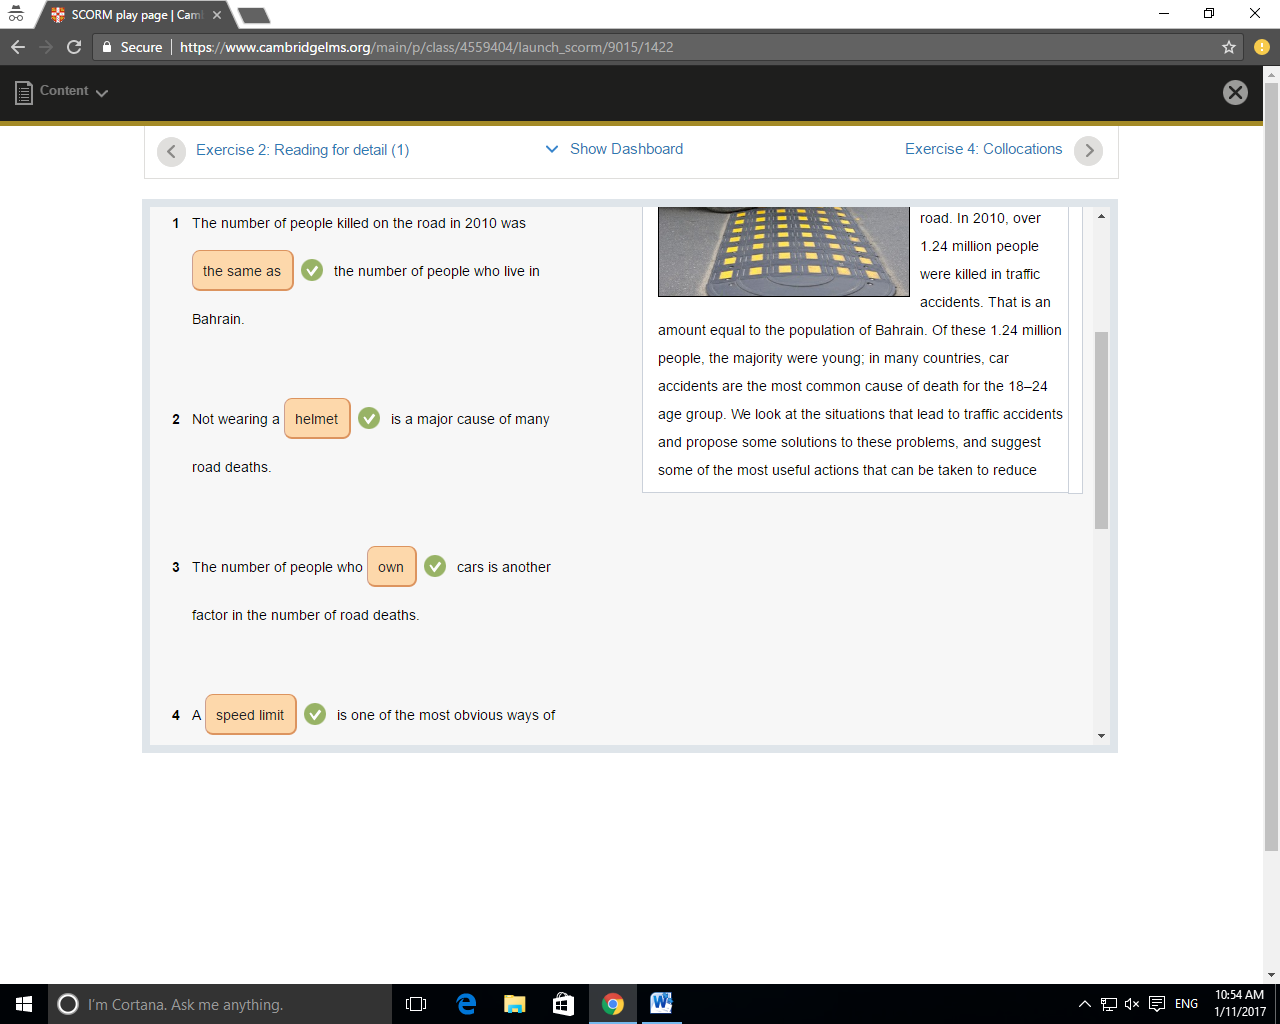 SCORM play page | Cam
Secure | https://www.cambridgelms.org/main/p/class/4559404/launch_scorm/9015/1422
Content
Exercise 2: Reading for detail (1)
Show Dashboard
Exercise 4: Collocations
1 The number of people killed on the road in 2010 was
the same as the number of people who live in
Bahrain.
2 Not wearing a helmet is a major cause of many
road deaths.
3 The number of people who own cars is another
factor in the number of road deaths.
4 A speed limit is one of the most obvious ways of
road. In 2010, over
1.24 million people
were killed in traffic
accidents. That is an
amount equal to the population of Bahrain. Of these 1.24 million
people, the majority were young; in many countries, car
accidents are the most common cause of death for the 18–24
age group. We look at the situations that lead to traffic accidents
and propose some solutions to these problems, and suggest
some of the most useful actions that can be taken to reduce
I'm Cortana. Ask me anything.
ENG
10:54 AM
1/11/2017